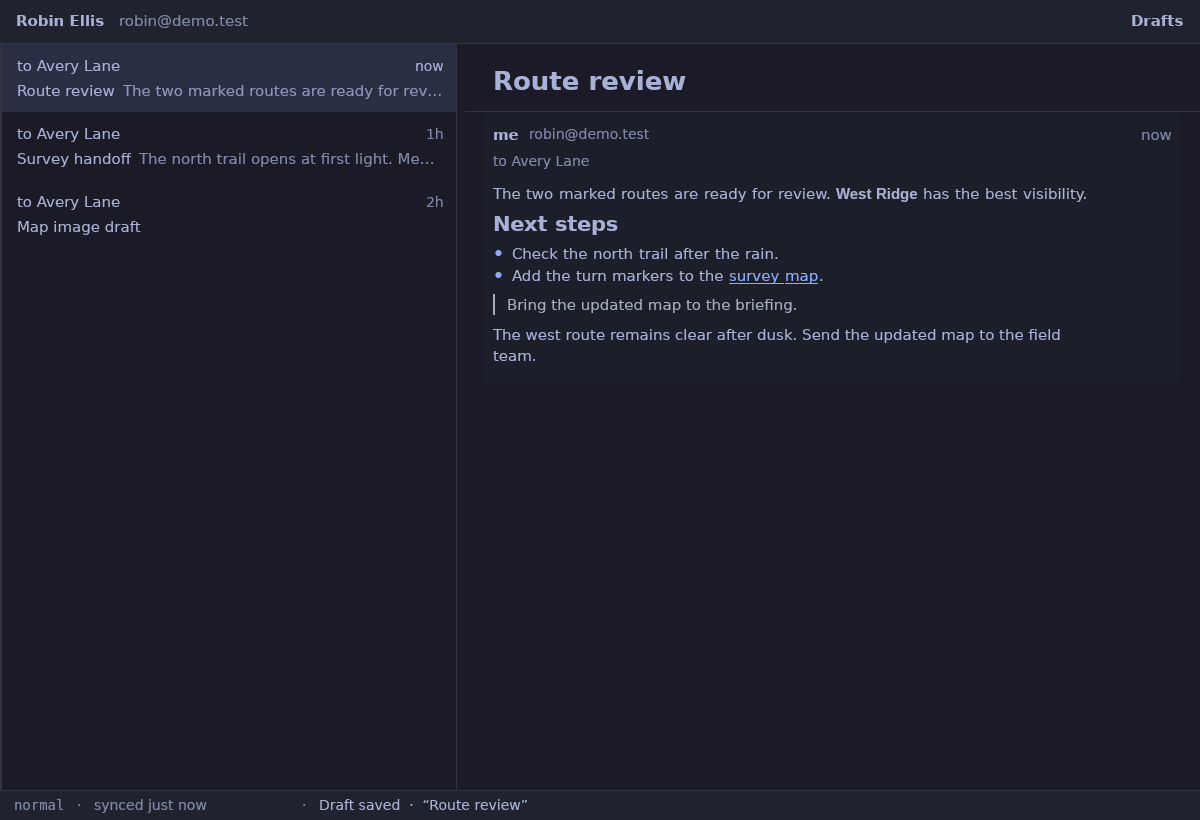 Robin Ellis robin@demo.test Drafts
to Avery Lane now
Route review The two marked routes are ready for rev…
to Avery Lane 1h
Survey handoff The north trail opens at first light. Me…
to Avery Lane 2h
Map image draft
Route review
me robin@demo.test now
to Avery Lane
The two marked routes are ready for review. West Ridge has the best visibility.
Next steps
• Check the north trail after the rain.
• Add the turn markers to the survey map.
Bring the updated map to the briefing.
The west route remains clear after dusk. Send the updated map to the field
team.
normal · synced just now · Draft saved · “Route review”